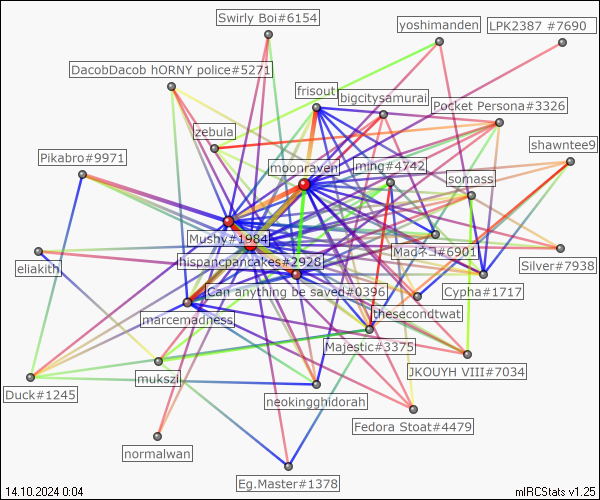 Swirly Boi#6154
yoshimanden
LPK2387 #7690
DacobDacob hORNY police#5271
frisout
bigcitysamurai
Pocket Persona#3326
zebula
shawntee9
Pikabro#9971
moonraven
ming#4742
somass
Mushy#1984
Madネコ#6901
hispancpancakes#2928
eliakith
Silver#7938
Can anything be saved#0396
Cypha#1717
thesecondtwat
marcemadness
Majestic#3375
JKOUYH VIII#7034
mukszi
Duck#1245
neokingghidorah
Fedora Stoat#4479
normalwan
Eg.Master#1378
14.10.2024 0:04
mIRCStats v1.25